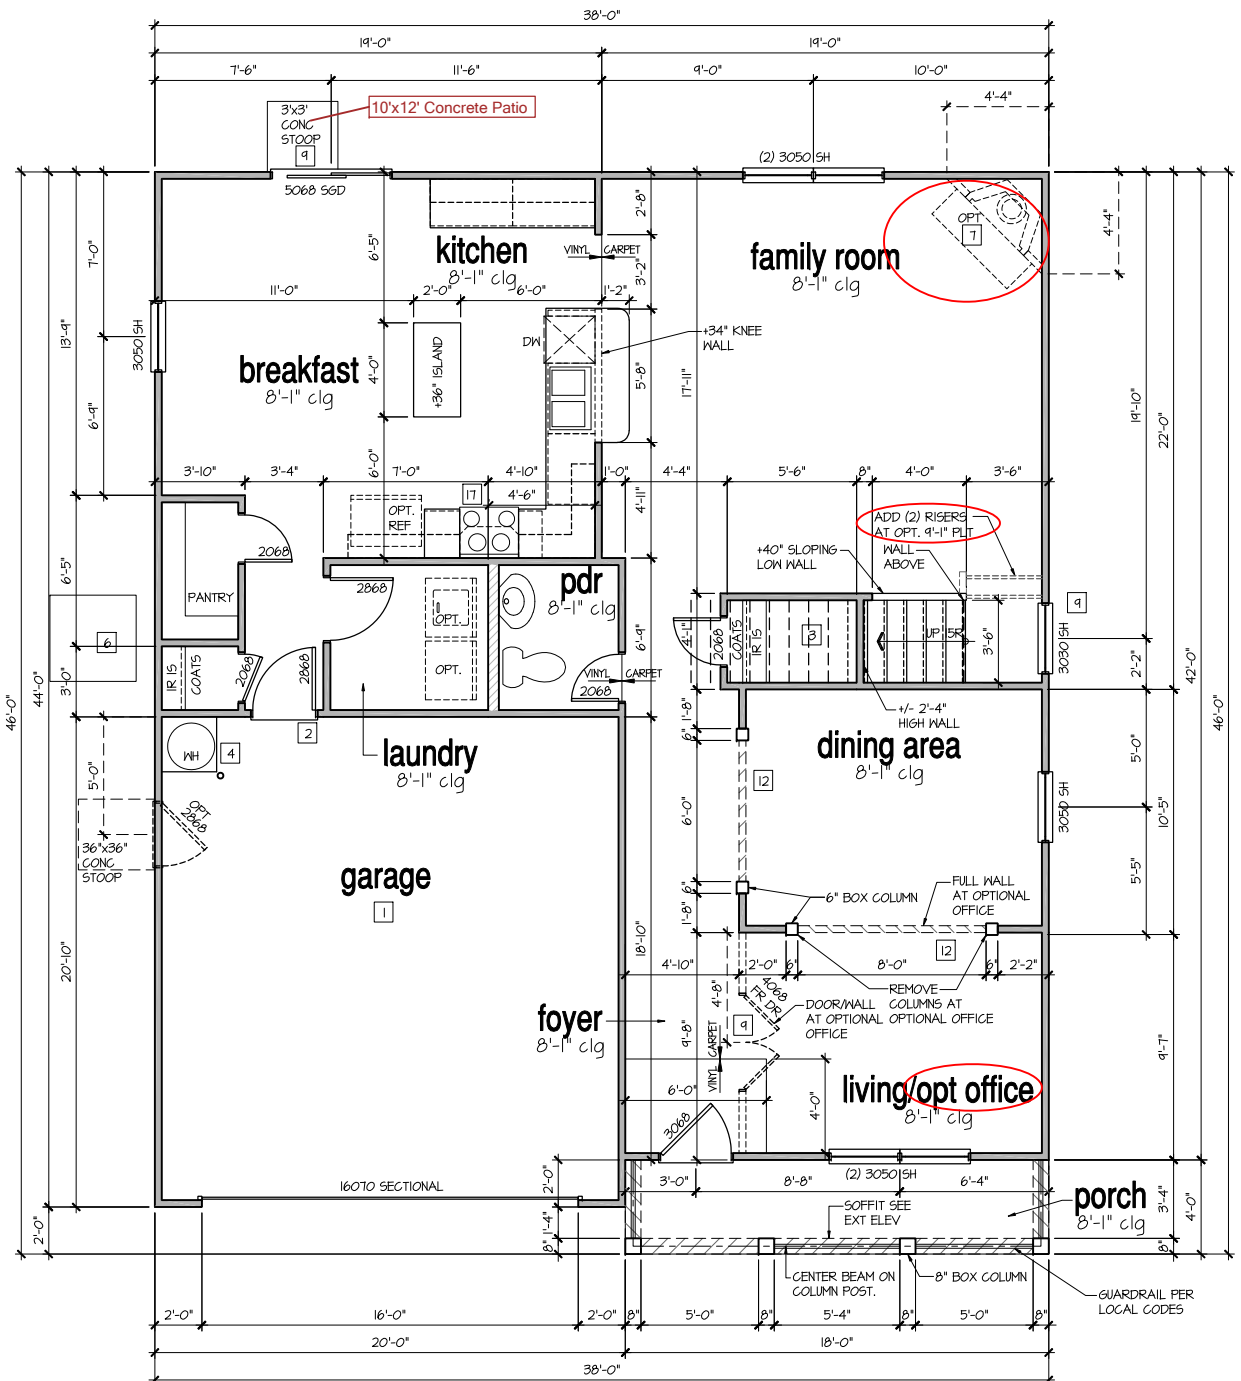 38'-0"
19'-0"
19'-0"
7'-6"
11'-6"
9'-0"
10'-0"
4'-4"
3'x3'
CONC
STOOP
9
10'x12' Concrete Patio
(2) 3050 SH
5068 SGD
2'-8"
OPT
7
4'-4"
7'-0"
6'-5"
kitchen
8'-1" clg
VINYL
CARPET
3'-2"
family room
8'-1" clg
11'-0"
2'-0"
6'-0"
1'-2"
13'-9"
3050 SH
DW
+34" KNEE
WALL
breakfast
8'-1" clg
4'-0"
+36" ISLAND
5'-8"
17'-11"
6'-9"
19'-10"
22'-0"
3'-10"
3'-4"
6'-0"
7'-0"
4'-10"
1'-0"
4'-4"
5'-6"
8"
4'-0"
3'-6"
4'-6"
17
OPT.
REF
4'-11"
ADD (2) RISERS
AT OPT. 9'-1" PLT
2068
+40" SLOPING
LOW WALL
WALL
ABOVE
6'-5"
PANTRY
2868
OPT.
OPT.
pdr
8'-1" clg
6'-9"
4'-1"
2068
COATS
1R 1S
3
UP 5R
3'-6"
9
3030 SH
6
3'-0"
1R 1S
COATS
2068
2868
VINYL
CARPET
2068
2'-2"
42'-0"
46'-0"
44'-0"
46'-0"
2
1'-8"
+/- 2'-4"
HIGH WALL
WH
4
laundry
8'-1" clg
6"
dining area
8'-1" clg
12
5'-0"
5'-0"
OPT
2868
6'-0"
3050 SH
10'-5"
36"x36"
CONC
STOOP
garage
1
6"
6" BOX COLUMN
FULL WALL
AT OPTIONAL
OFFICE
5'-5"
1'-8"
18'-10"
12
20'-10"
4'-10"
2'-0"
6"
8'-0"
6"
2'-2"
4'-8"
4068
FR DR
REMOVE
COLUMNS AT
OPTIONAL OFFICE
DOOR/WALL
AT OPTIONAL
OFFICE
foyer
8'-1" clg
9'-8"
9
CARPET
VINYL
9'-7"
6'-0"
4'-0"
living/opt office
8'-1" clg
3068
16070 SECTIONAL
2'-0"
3'-0"
8'-8"
(2) 3050 SH
6'-4"
porch
8'-1" clg
3'-4"
4'-0"
SOFFIT SEE
EXT ELEV
2'-0"
1'-4"
8"
8"
CENTER BEAM ON
COLUMN POST.
8" BOX COLUMN
GUARDRAIL PER
LOCAL CODES
2'-0"
16'-0"
2'-0"
8"
5'-0"
8"
5'-4"
8"
5'-0"
8"
20'-0"
18'-0"
38'-0"